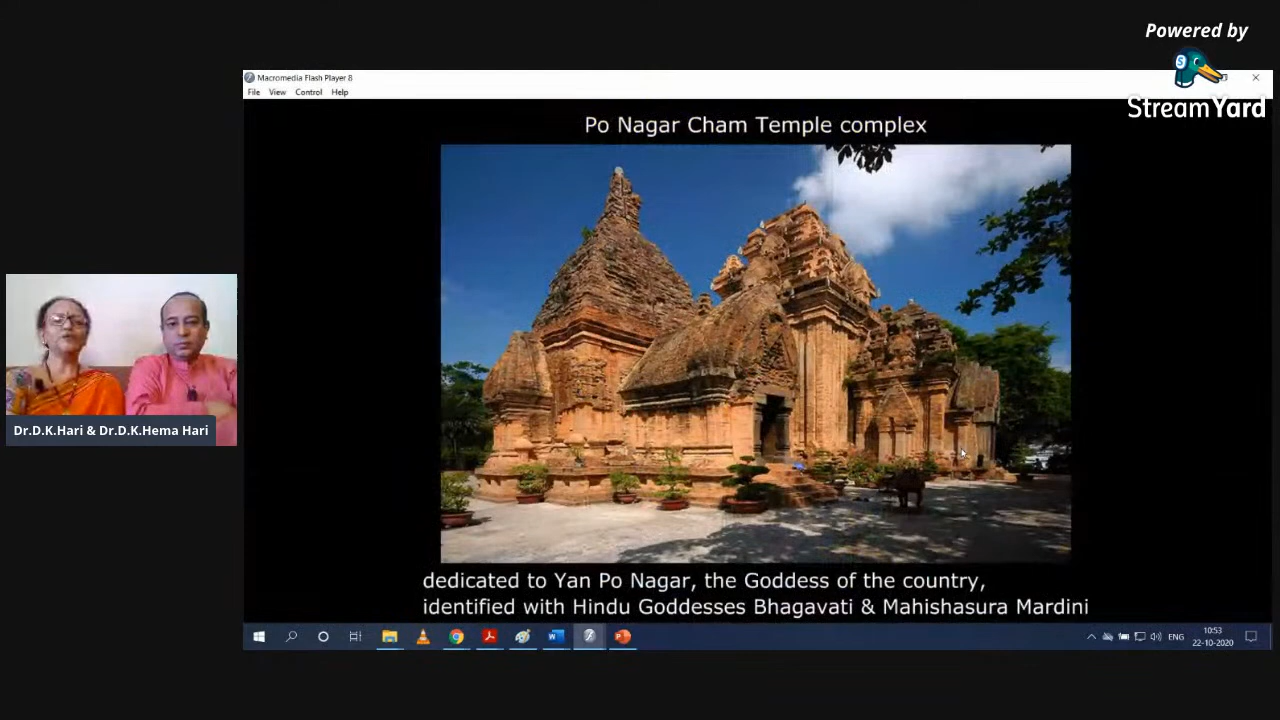 Powered by
StreamYard
Macromedia Flash Player 8
File View Control Help
Po Nagar Cham Temple complex
Dr.D.K.Hari & Dr.D.K.Hema Hari
dedicated to Yan Po Nagar, the Goddess of the country,
identified with Hindu Goddesses Bhagavati & Mahishasura Mardini
ENG
10:53
22-10-2020